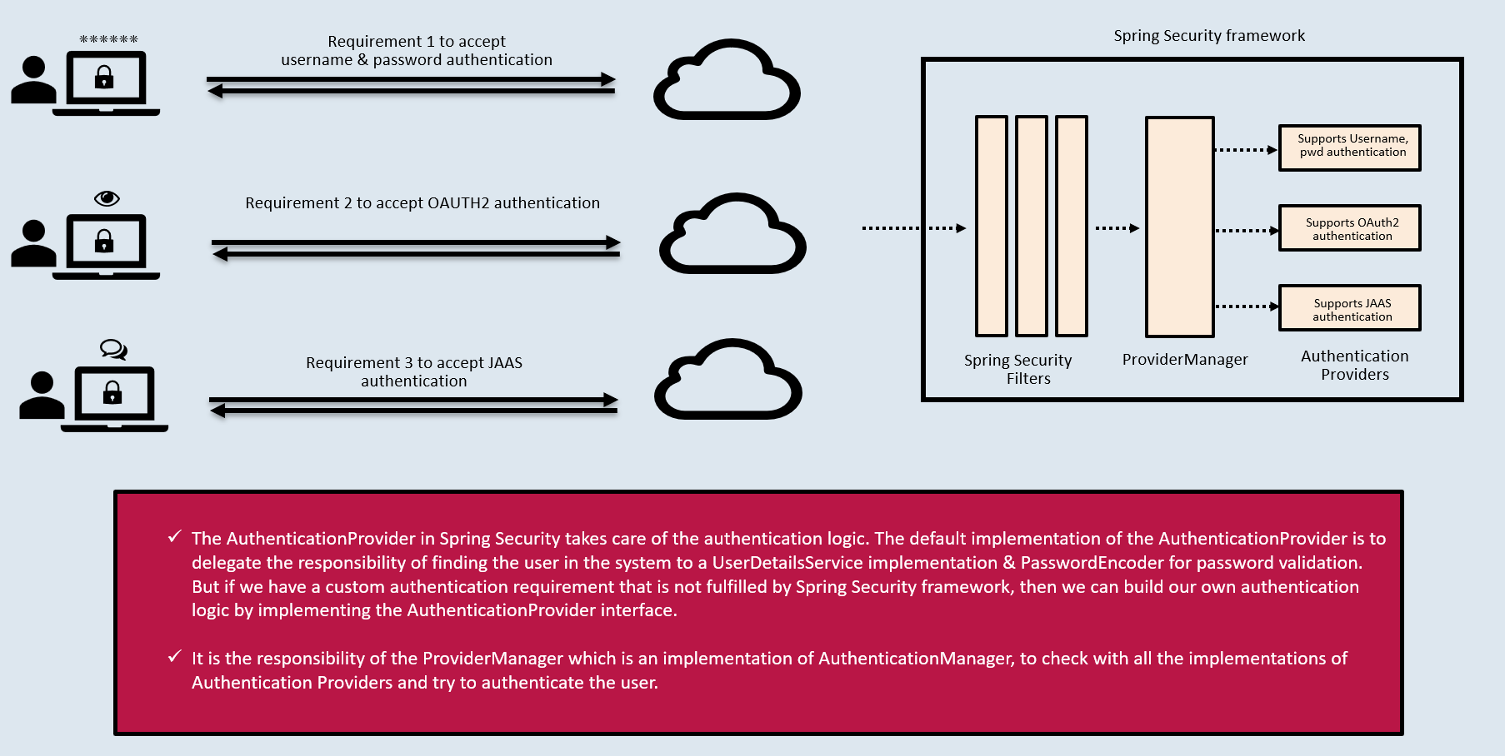 ******
Requirement 1 to accept
username & password authentication
Requirement 2 to accept OAUTH2 authentication
Requirement 3 to accept JAAS
authentication
Spring Security framework
Supports Username,
pwd authentication
Supports OAuth2
authentication
Supports JAAS
authentication
Spring Security
Filters
ProviderManager
Authentication
Providers
✓ The AuthenticationProvider in Spring Security takes care of the authentication logic. The default implementation of the AuthenticationProvider is to
delegate the responsibility of finding the user in the system to a UserDetailsService implementation & PasswordEncoder for password validation.
But if we have a custom authentication requirement that is not fulfilled by Spring Security framework, then we can build our own authentication
logic by implementing the AuthenticationProvider interface.
✓ It is the responsibility of the ProviderManager which is an implementation of AuthenticationManager, to check with all the implementations of
Authentication Providers and try to authenticate the user.